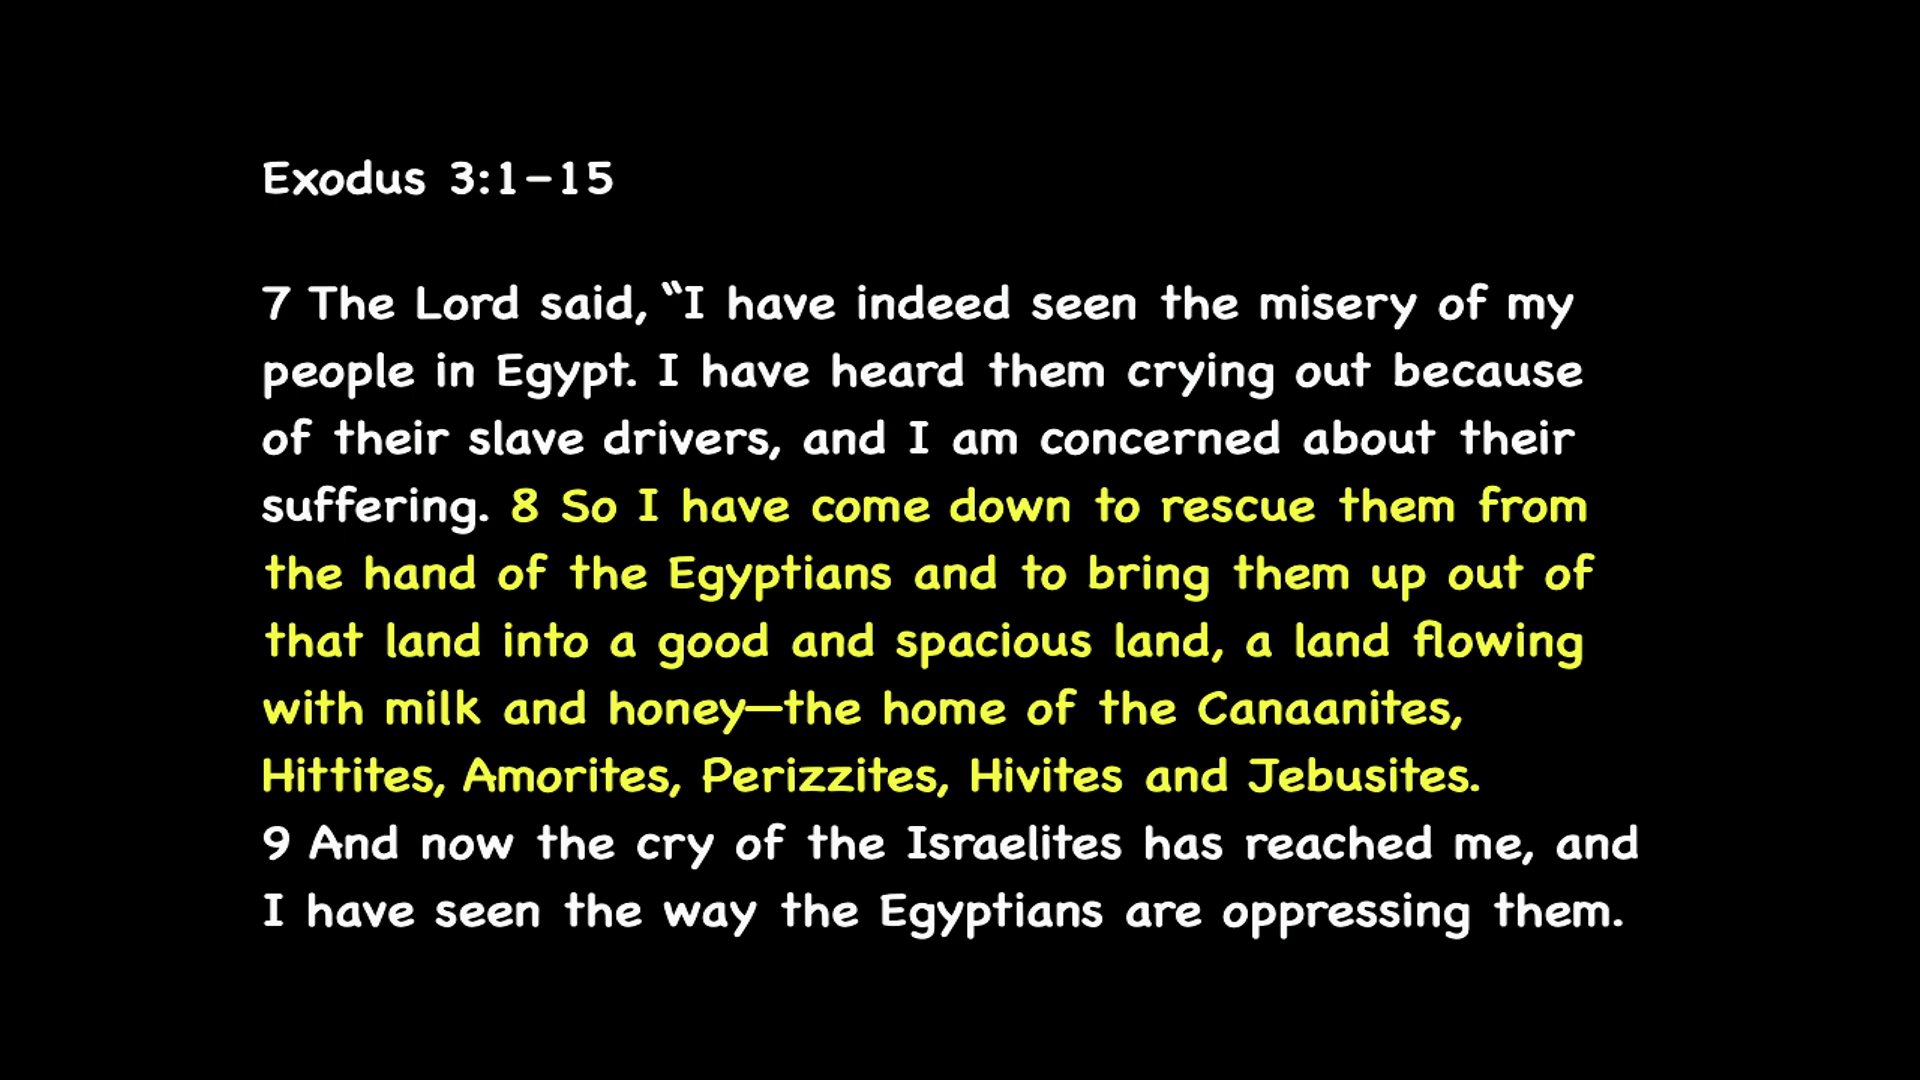 Exodus 3:1–15
7 The Lord said, “I have indeed seen the misery of my
people in Egypt. I have heard them crying out because
of their slave drivers, and I am concerned about their
suffering. 8 So I have come down to rescue them from
the hand of the Egyptians and to bring them up out of
that land into a good and spacious land, a land flowing
with milk and honey—the home of the Canaanites,
Hittites, Amorites, Perizzites, Hivites and Jebusites.
9 And now the cry of the Israelites has reached me, and
I have seen the way the Egyptians are oppressing them.